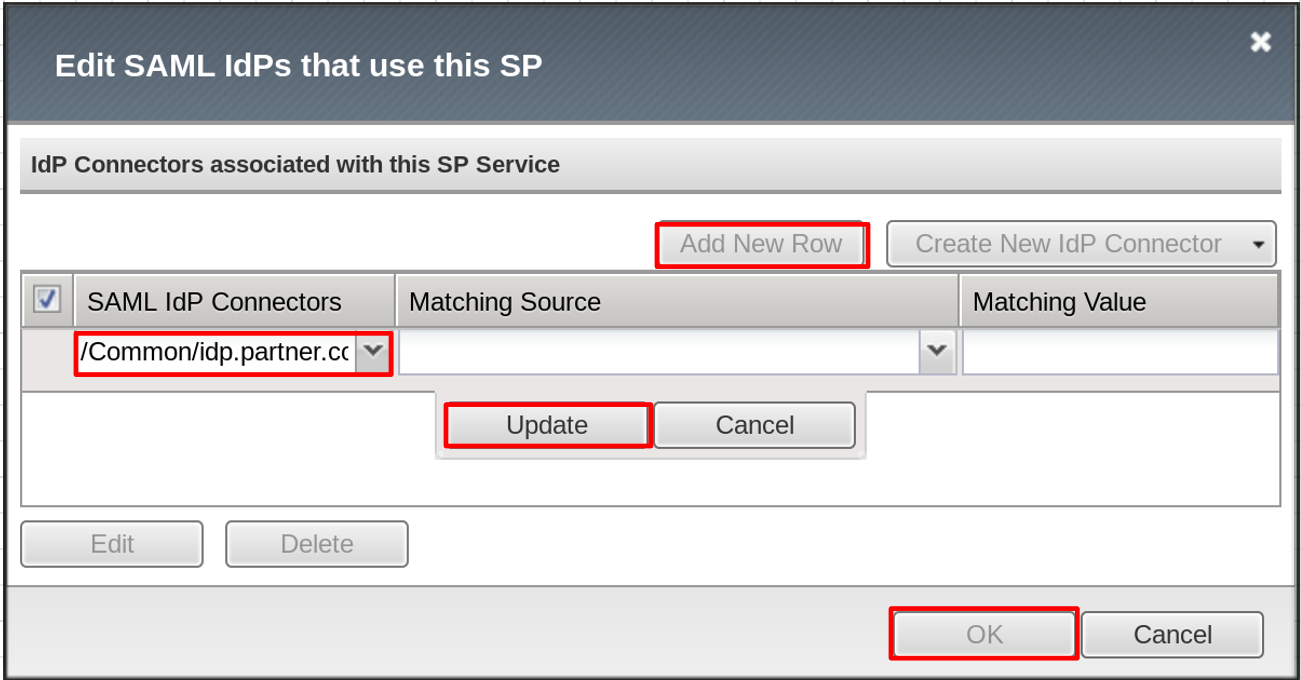 Edit SAML IdPs that use this SP
IdP Connectors associated with this SP Service
Add New Row
Create New IdP Connector
SAML IdP Connectors
Matching Source
Matching Value
/Common/idp.partner.cc
Update
Cancel
Edit
Delete
OK
Cancel